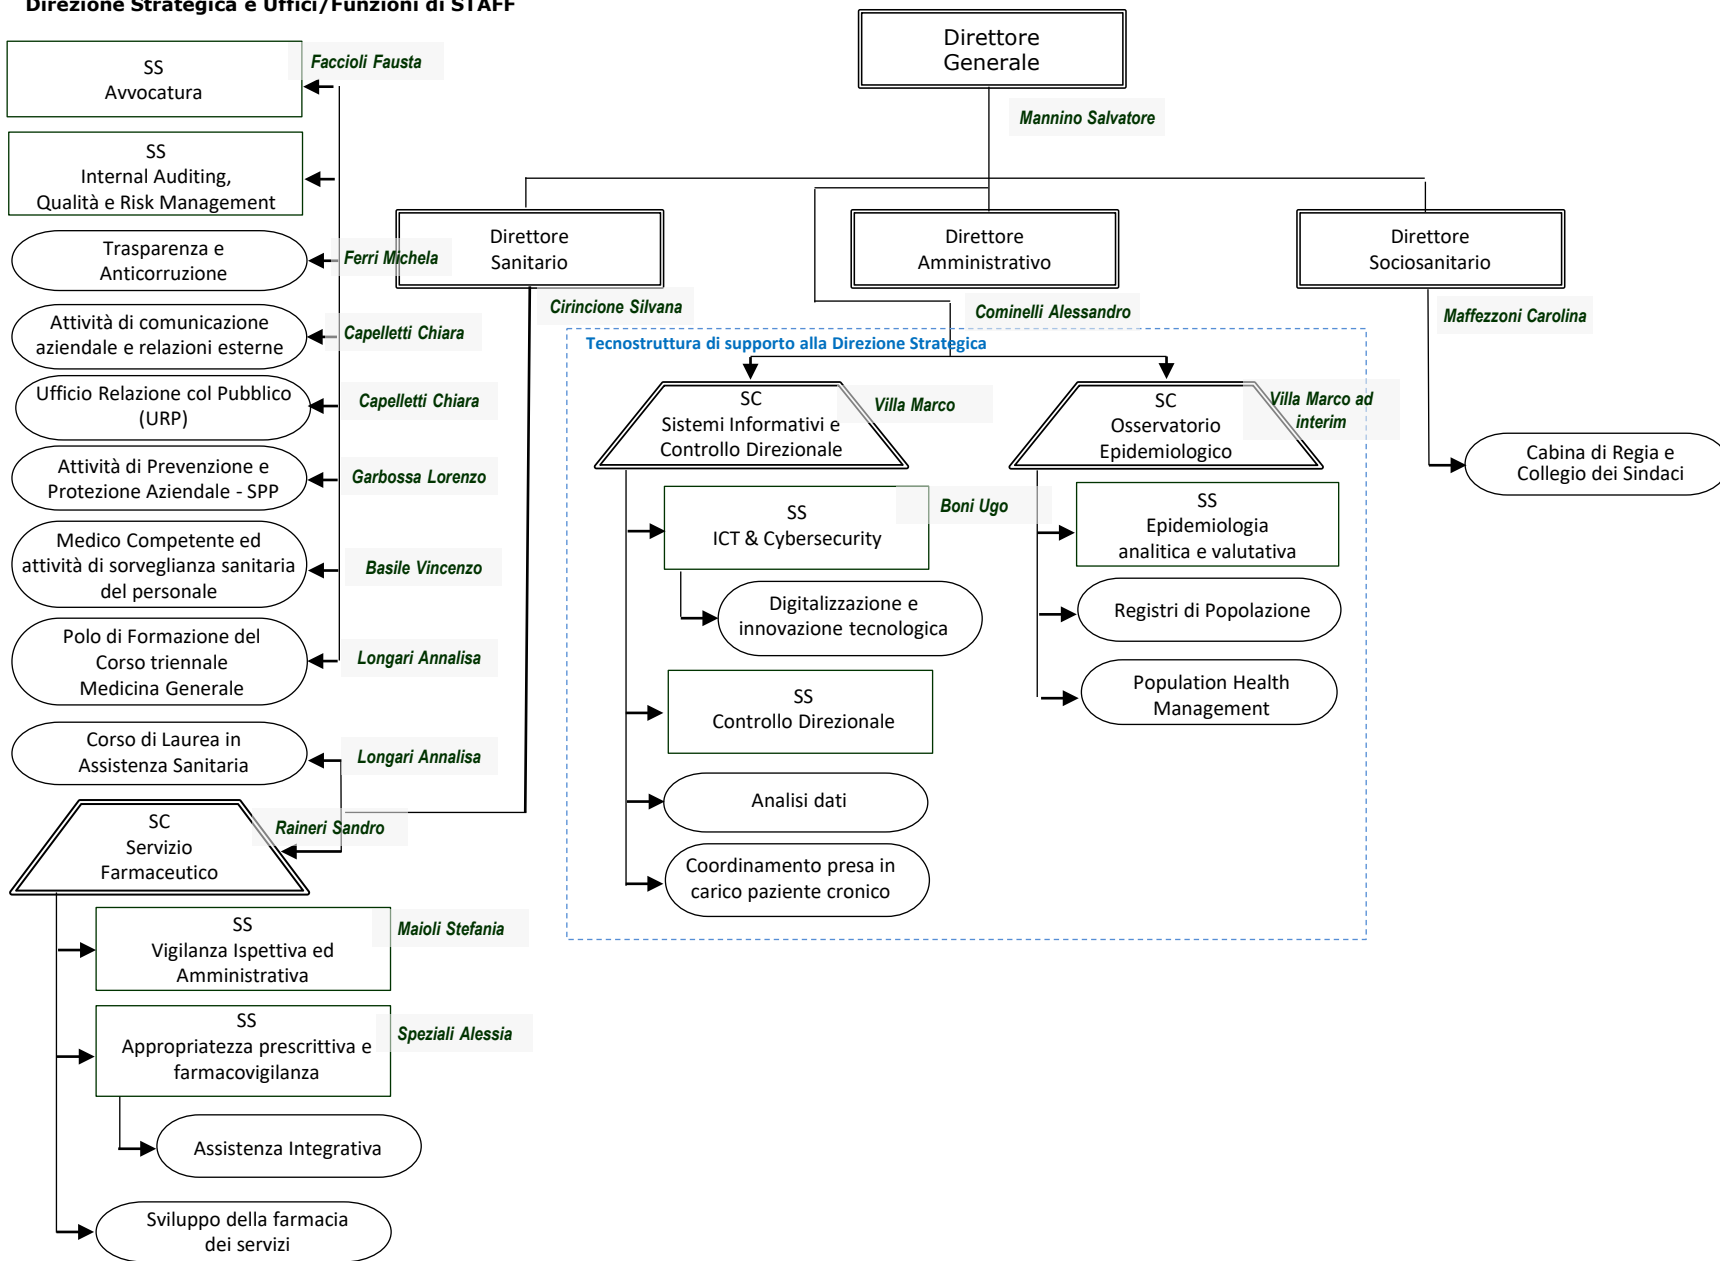 Direzione Strategica e Uffici/Funzioni di STAFF
Direttore
Generale
Mannino Salvatore
SS
Avvocatura
Faccioli Fausta
SS
Internal Auditing,
Qualità e Risk Management
Trasparenza e
Anticorruzione
Ferri Michela
Attività di comunicazione
aziendale e relazioni esterne
Capelletti Chiara
Ufficio Relazione col Pubblico
(URP)
Capelletti Chiara
Attività di Prevenzione e
Protezione Aziendale - SPP
Garbossa Lorenzo
Medico Competente ed
attività di sorveglianza sanitaria
del personale
Basile Vincenzo
Polo di Formazione del
Corso triennale
Medicina Generale
Longari Annalisa
Corso di Laurea in
Assistenza Sanitaria
Longari Annalisa
SC
Servizio
Farmaceutico
Raineri Sandro
SS
Vigilanza Ispettiva ed
Amministrativa
Maioli Stefania
SS
Appropriatezza prescrittiva e
farmacovigilanza
Speziali Alessia
Assistenza Integrativa
Sviluppo della farmacia
dei servizi
Direttore
Sanitario
Cirincione Silvana
Direttore
Amministrativo
Cominelli Alessandro
Direttore
Sociosanitario
Maffezzoni Carolina
Tecnostruttura di supporto alla Direzione Strategica
SC
Sistemi Informativi e
Controllo Direzionale
Villa Marco
SS
ICT & Cybersecurity
Boni Ugo
Digitalizzazione e
innovazione tecnologica
SS
Controllo Direzionale
Analisi dati
Coordinamento presa in
carico paziente cronico
SC
Osservatorio
Epidemiologico
Villa Marco ad
interim
SS
Epidemiologia
analitica e valutativa
Registri di Popolazione
Population Health
Management
Cabina di Regia e
Collegio dei Sindaci